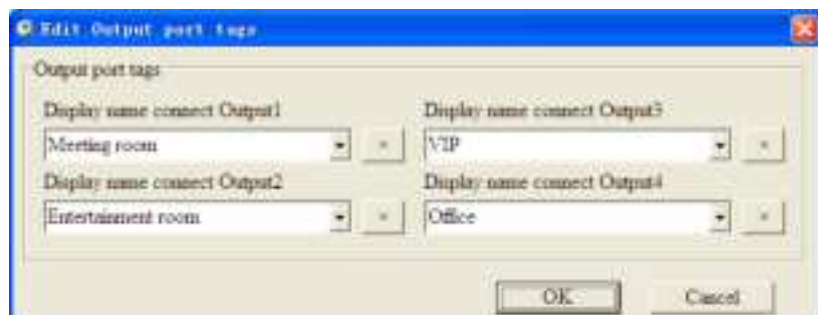 Edit Output port tags
Output port tags
Display name connect Output1
Meeting room
Display name connect Output2
Entertainment room
Display name connect Output3
VIP
Display name connect Output4
Office
OK
Cancel